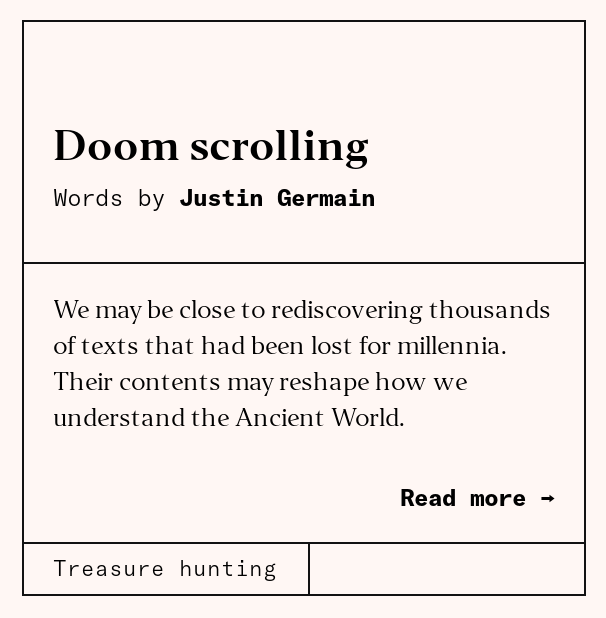 Doom scrolling
Words by Justin Germain
We may be close to rediscovering thousands
of texts that had been lost for millennia.
Their contents may reshape how we
understand the Ancient World.
Read more →
Treasure hunting